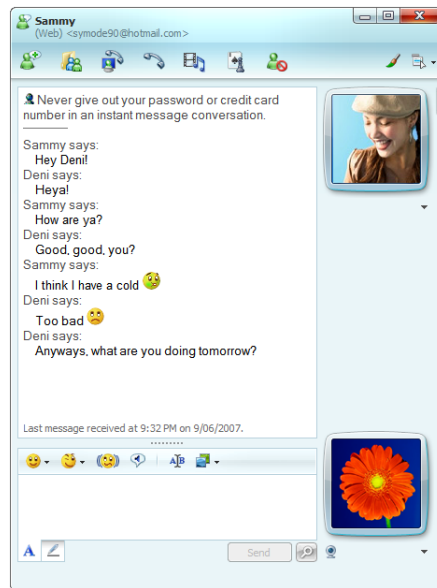 Sammy
(Web) <symode90@hotmail.com>
Never give out your password or credit card
number in an instant message conversation.
Sammy says:
Hey Deni!
Deni says:
Heya!
Sammy says:
How are ya?
Deni says:
Good, good, you?
Sammy says:
I think I have a cold
Deni says:
Too bad
Deni says:
Anyways, what are you doing tomorrow?
Last message received at 9:32 PM on 9/06/2007.
AB
A
Send